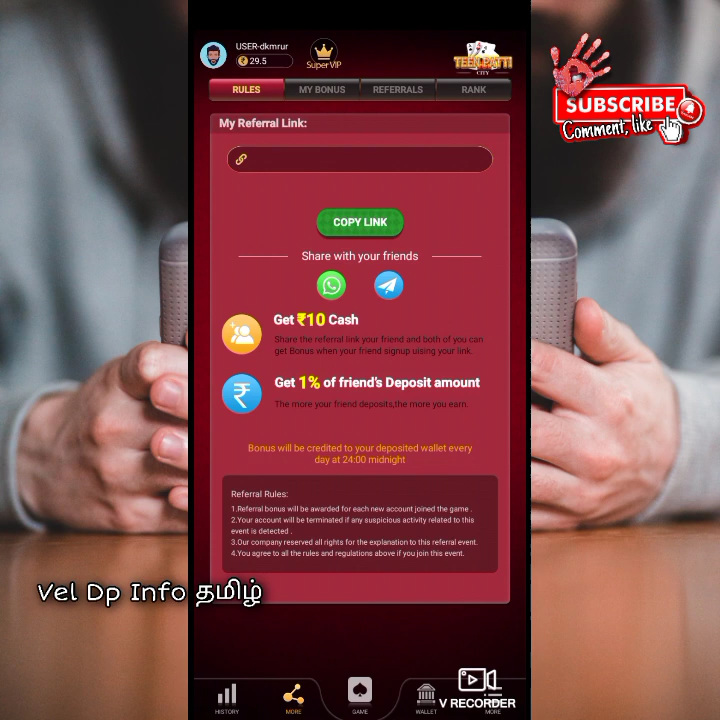 USER-dkmrur
29.5
Super VIP
TEEN PATTI
CITY
RULES
MY BONUS
REFERRALS
RANK
SUBSCRIBE
Comment, like
My Referral Link:
COPY LINK
Share with your friends
Get ₹10 Cash
Share the referral link your friend and both of you can
get Bonus when your friend signup uising your link.
Get 1% of friend's Deposit amount
The more your friend deposits,the more you earn.
Bonus will be credited to your deposited wallet every
day at 24:00 midnight
Referral Rules:
1.Referral bonus will be awarded for each new account joined the game .
2.Your account will be terminated if any suspicious activity related to this
event is detected .
3.Our company reserved all rights for the explanation to this referral event.
4.You agree to all the rules and regulations above if you join this event.
Vel Dp Info தமிழ்
V RECORDER
HISTORY
MORE
GAME
WALLET
MORE